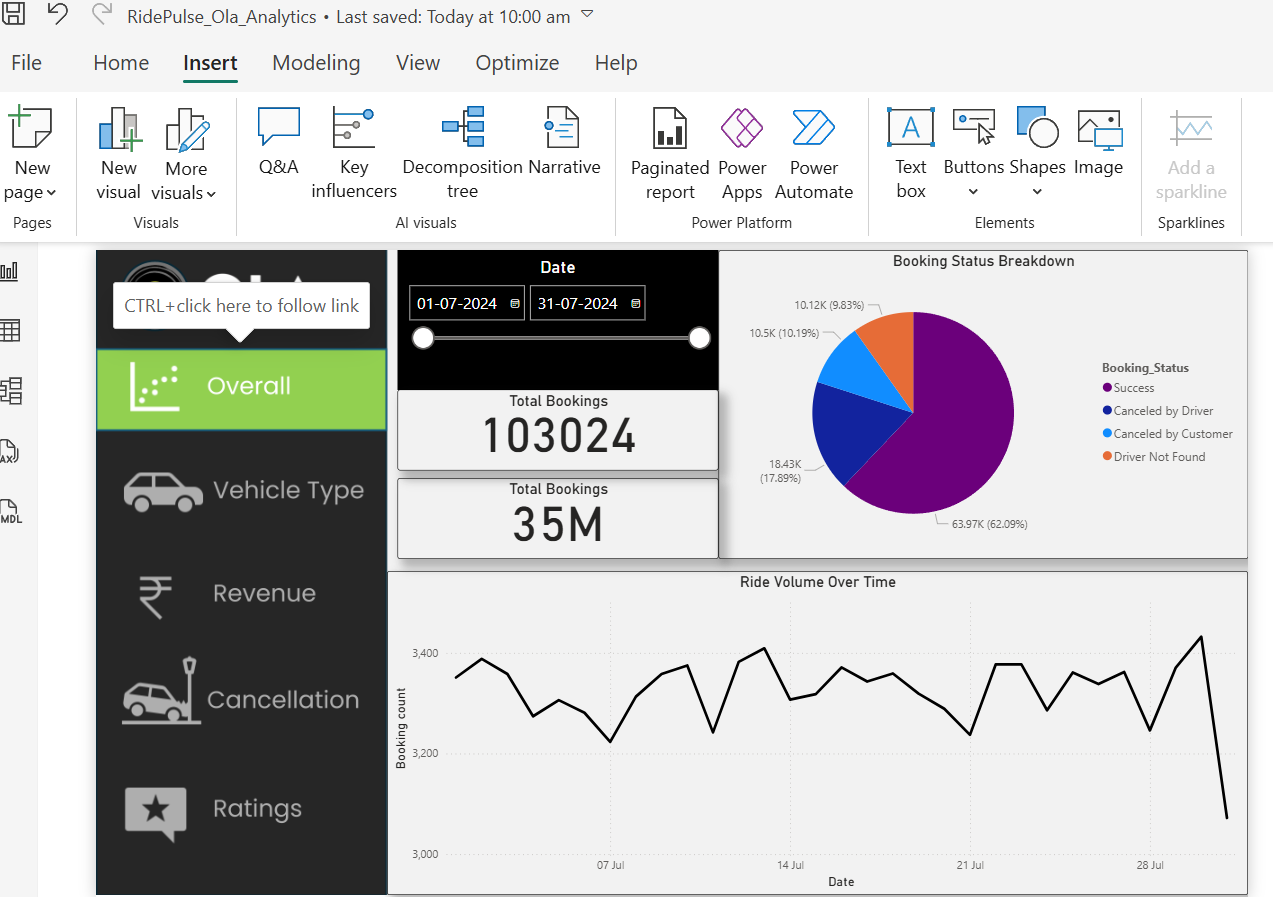 RidePulse_Ola_Analytics • Last saved: Today at 10:00 am
File Home Insert Modeling View Optimize Help
New page
Pages
New visual
More visuals
Visuals
Q&A
Key influencers
Decomposition tree
Narrative
AI visuals
Paginated report
Power Apps
Power Automate
Power Platform
Text box
Buttons
Shapes
Image
Elements
Add a sparkline
Sparklines
CTRL+click here to follow link
Overall
Vehicle Type
Revenue
Cancellation
Ratings
Date
01-07-2024 31-07-2024
Total Bookings
103024
Total Bookings
35M
Booking Status Breakdown
10.12K (9.83%)
10.5K (10.19%)
18.43K
(17.89%)
63.97K (62.09%)
Booking_Status
Success
Canceled by Driver
Canceled by Customer
Driver Not Found
Ride Volume Over Time
Booking count
3,400
3,200
3,000
07 Jul 14 Jul 21 Jul 28 Jul
Date